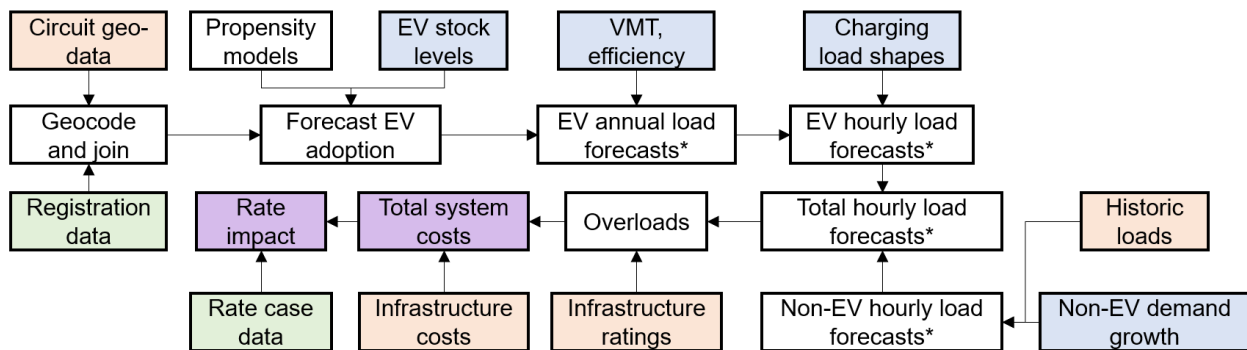 Circuit geo-
data
Propensity
models
EV stock
levels
VMT,
efficiency
Charging
load shapes
Geocode
and join
Forecast EV
adoption
EV annual load
forecasts*
EV hourly load
forecasts*
Registration
data
Rate
impact
Total system
costs
Overloads
Total hourly load
forecasts*
Historic
loads
Rate case
data
Infrastructure
costs
Infrastructure
ratings
Non-EV hourly load
forecasts*
Non-EV demand
growth